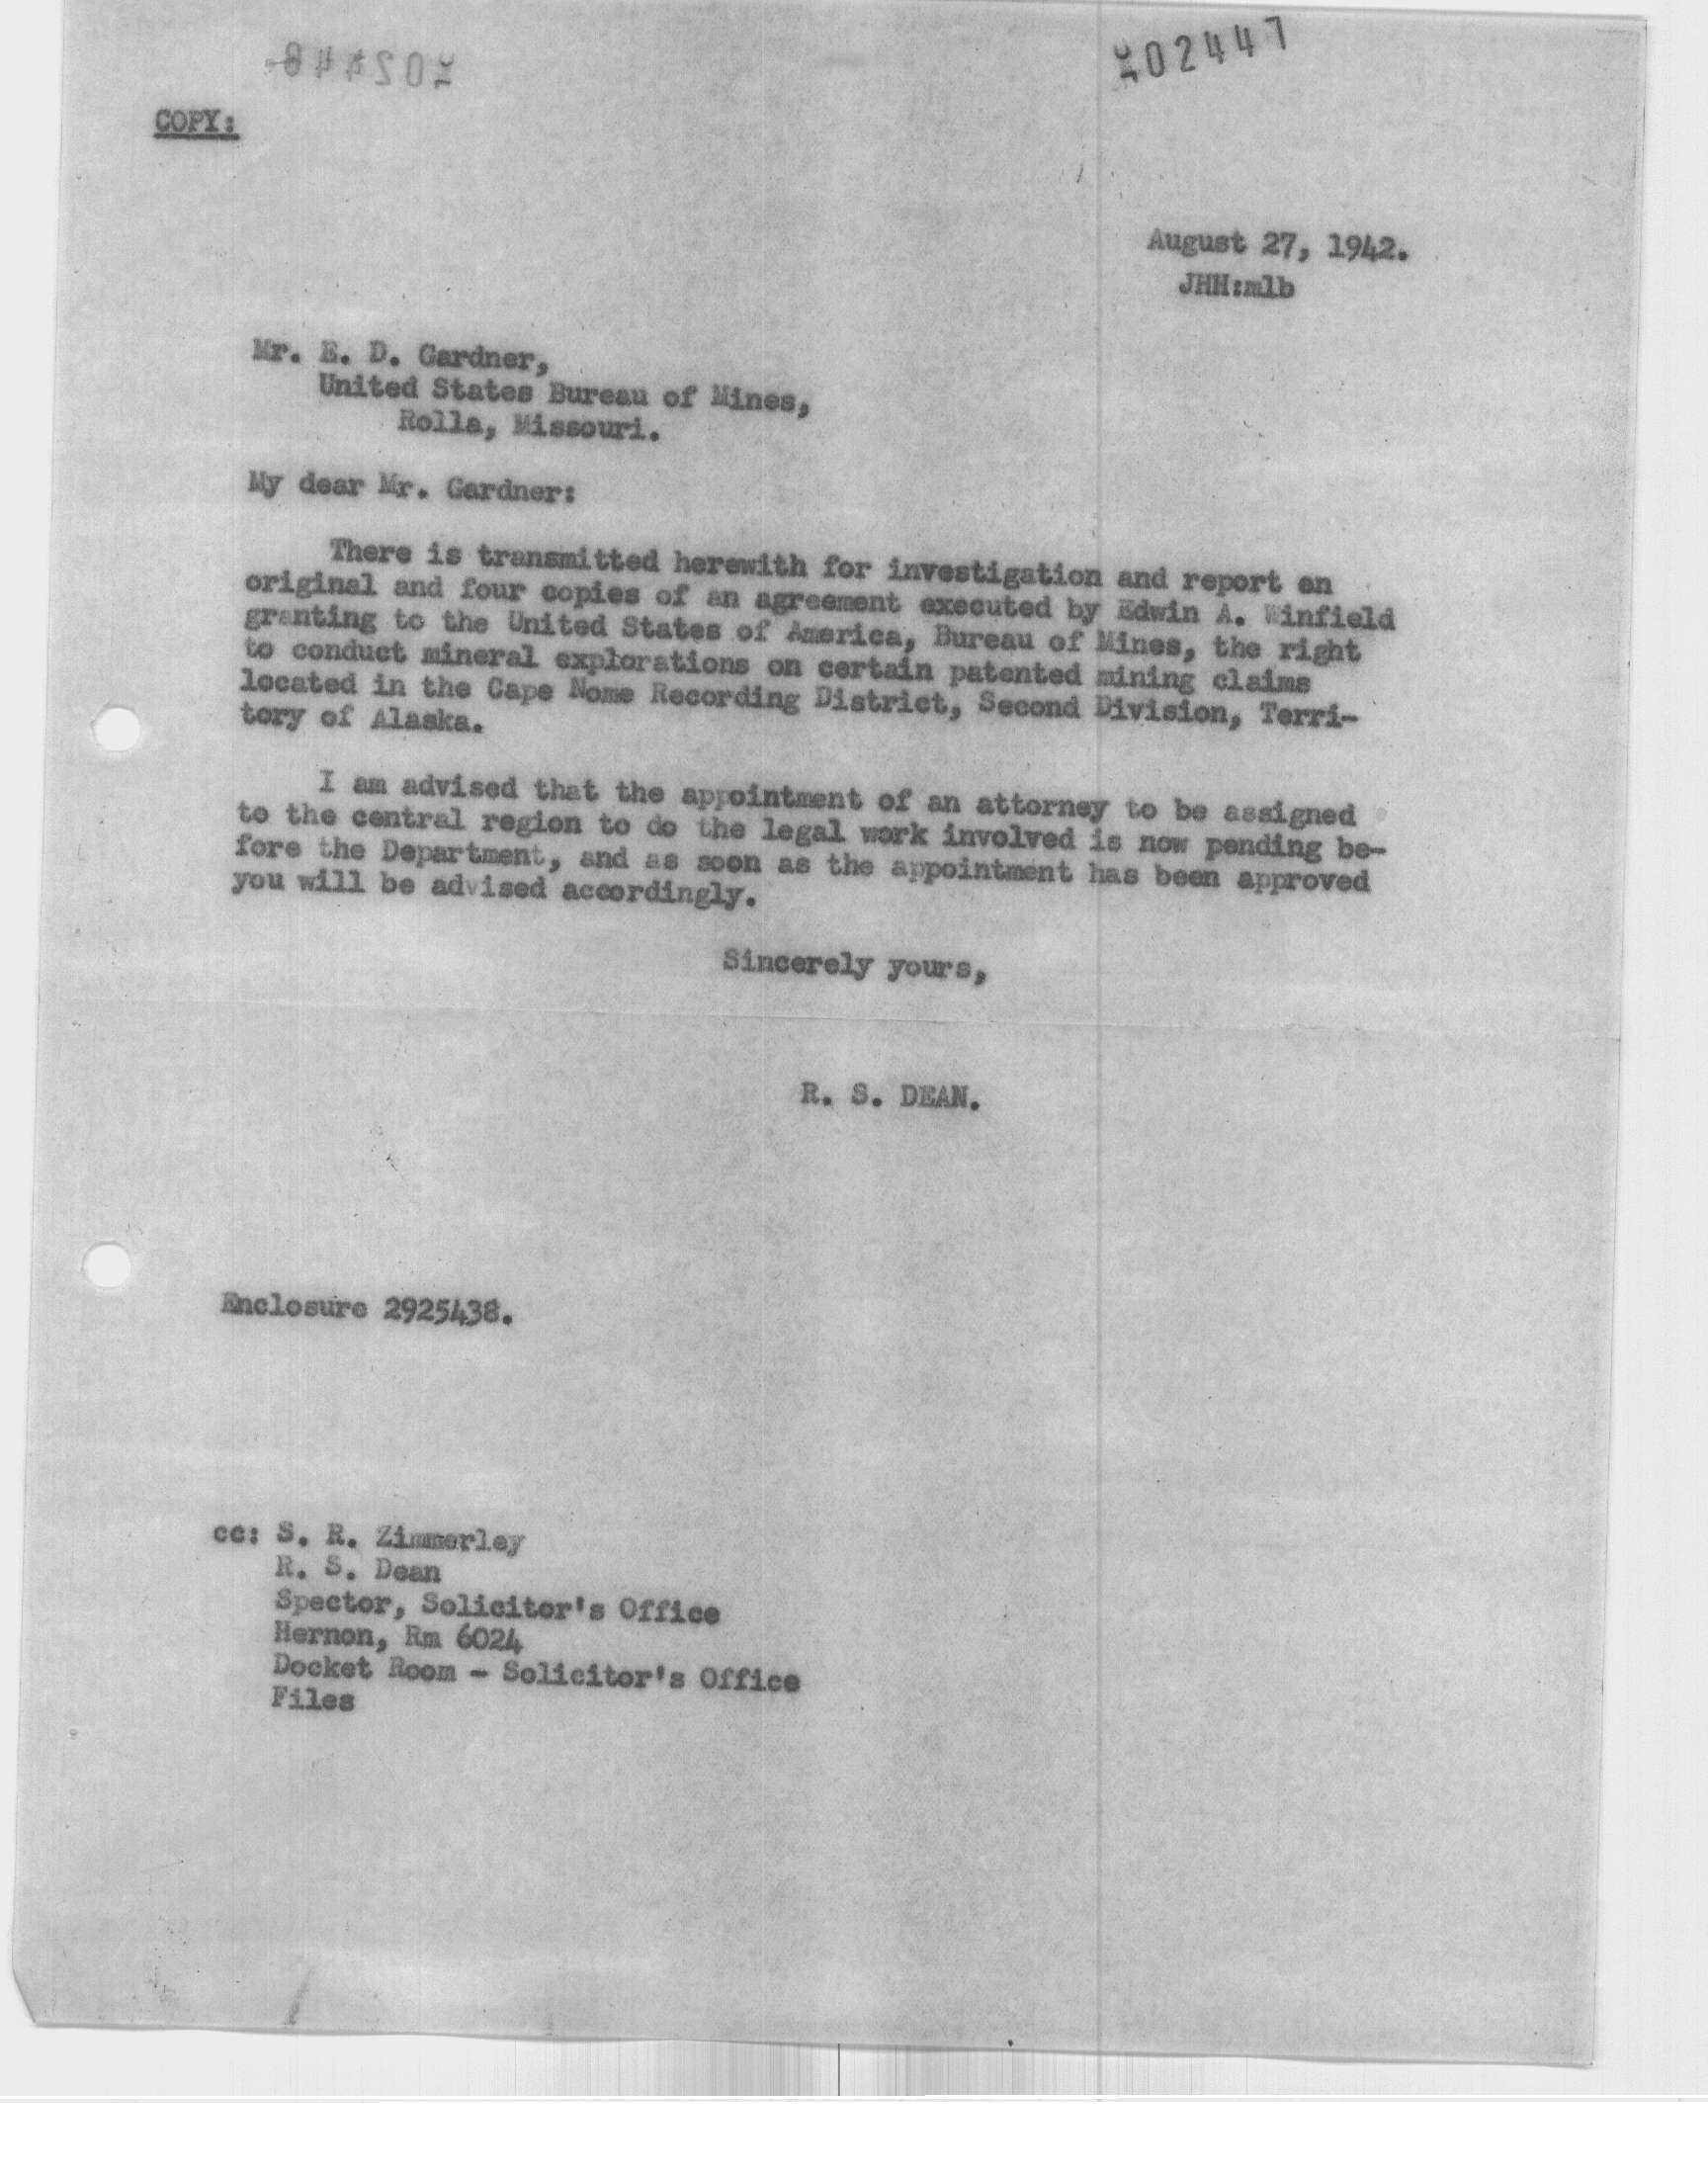 02447
COPY:
August 27, 1942.
JHH:mlb
Mr. E. D. Gardner,
United States Bureau of Mines,
Rolla, Missouri.
My dear Mr. Gardner:
There is transmitted herewith for investigation and report an
original and four copies of an agreement executed by Edwin A. Winfield
granting to the United States of America, Bureau of Mines, the right
to conduct mineral explorations on certain patented mining claims
located in the Cape Nome Recording District, Second Division, Terri-
tory of Alaska.
I am advised that the appointment of an attorney to be assigned
to the central region to do the legal work involved is now pending be-
fore the Department, and as soon as the appointment has been approved
you will be advised accordingly.
Sincerely yours,
R. S. DEAN.
Enclosure 2925438.
cc: S. R. Zimmerley
R. S. Dean
Spector, Solicitor's Office
Hernon, Rm 6024
Docket Room - Solicitor's Office
Files